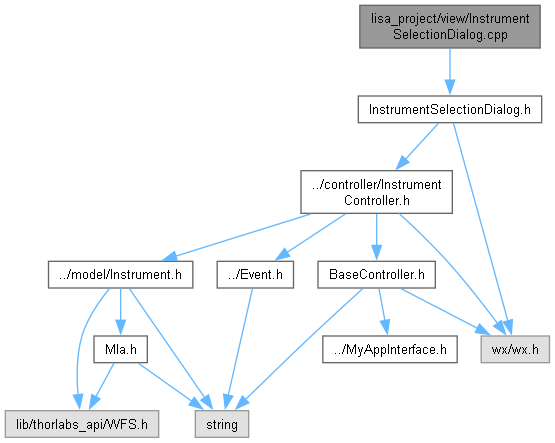 lisa_project/view/Instrument
SelectionDialog.cpp
InstrumentSelectionDialog.h
../controller/Instrument
Controller.h
../model/Instrument.h
../Event.h
BaseController.h
Mla.h
../MyAppInterface.h
wx/wx.h
lib/thorlabs_api/WFS.h
string